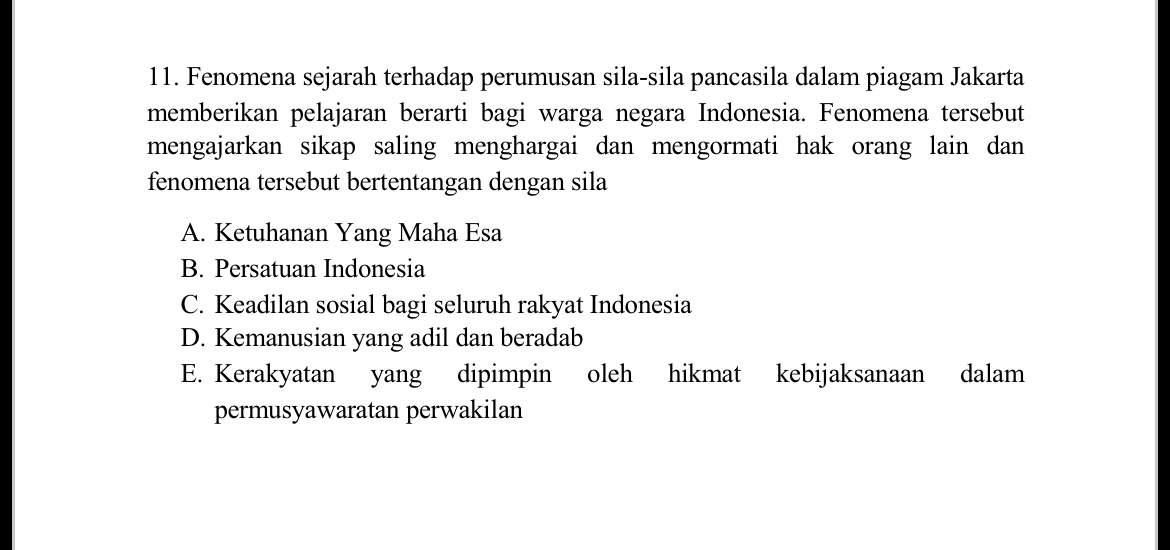 11. Fenomena sejarah terhadap perumusan sila-sila pancasila dalam piagam Jakarta
memberikan pelajaran berarti bagi warga negara Indonesia. Fenomena tersebut
mengajarkan sikap saling menghargai dan mengormati hak orang lain dan
fenomena tersebut bertentangan dengan sila
A. Ketuhanan Yang Maha Esa
B. Persatuan Indonesia
C. Keadilan sosial bagi seluruh rakyat Indonesia
D. Kemanusian yang adil dan beradab
E. Kerakyatan yang dipimpin oleh hikmat kebijaksanaan dalam
permusyawaratan perwakilan